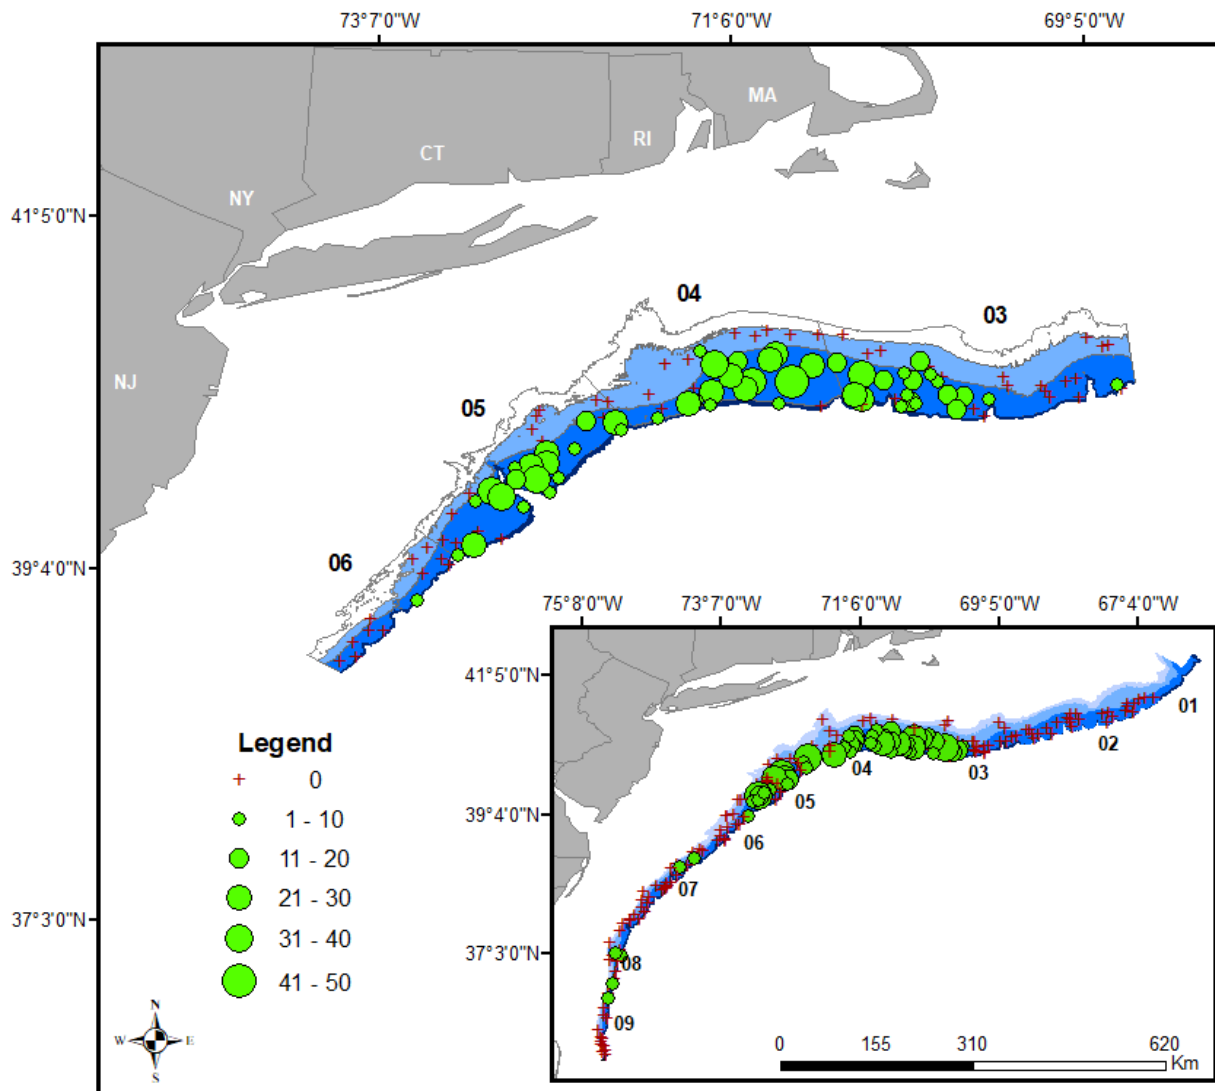 73°7'0"W 71°6'0"W 69°5'0"W
MA
RI
CT
NY
41°5'0"N
04
03
NJ
05
06
39°4'0"N
75°8'0"W 73°7'0"W 71°6'0"W 69°5'0"W 67°4'0"W
41°5'0"N
01
02
Legend
04
03
0
05
39°4'0"N
1 - 10
06
11 - 20
07
21 - 30
37°3'0"N
31 - 40
37°3'0"N
08
41 - 50
N
W E
S
09
0 155 310 620
Km